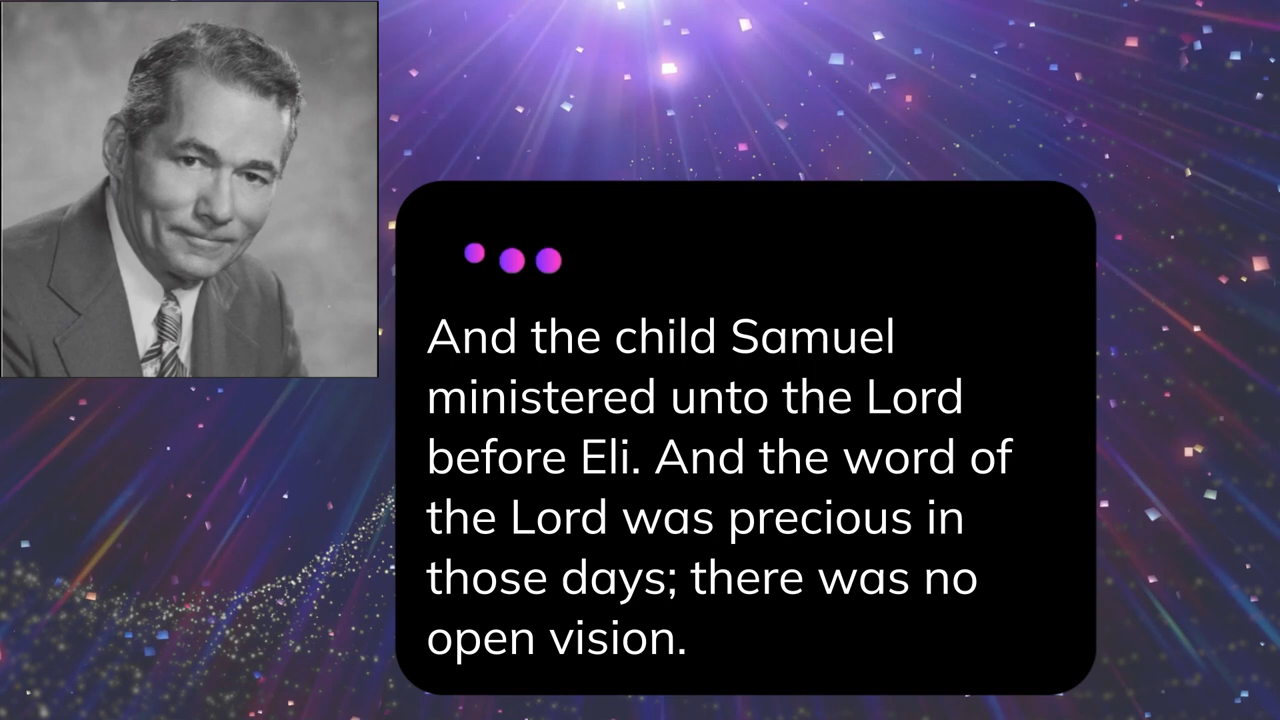 And the child Samuel
ministered unto the Lord
before Eli. And the word of
the Lord was precious in
those days; there was no
open vision.